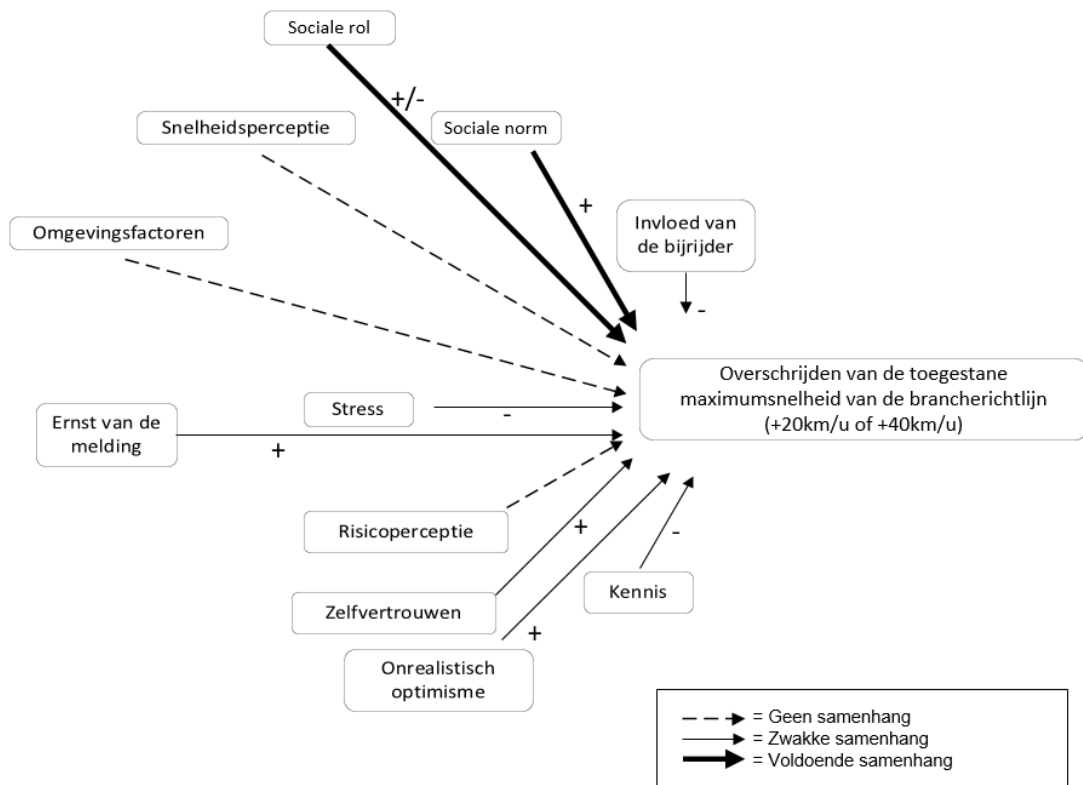 Sociale rol
+/-
Snelheidsperceptie
Sociale norm
+
Invloed van
de bijrijder
-
Omgevingsfactoren
Overschrijden van de toegestane
maximumsnelheid van de brancherichtlijn
(+20km/u of +40km/u)
Stress
-
Ernst van de
melding
+
Risicoperceptie
+
-
Kennis
Zelfvertrouwen
+
Onrealistisch
optimisme
= Geen samenhang
= Zwakke samenhang
= Voldoende samenhang